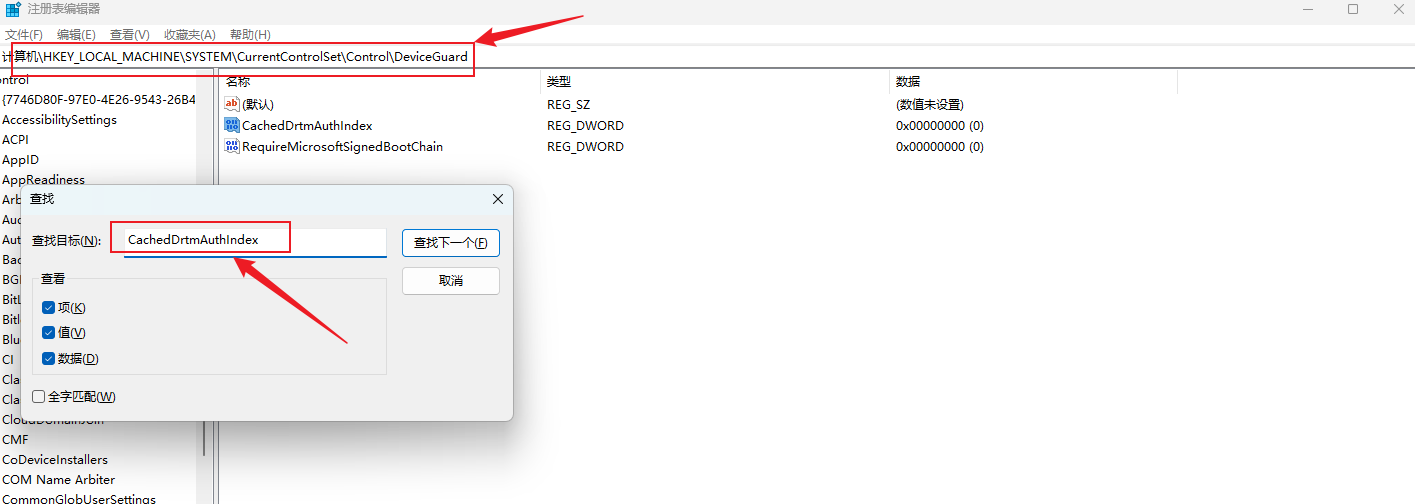 注册表编辑器
文件(F) 编辑(E) 查看(V) 收藏夹(A) 帮助(H)
计算机\HKEY_LOCAL_MACHINE\SYSTEM\CurrentControlSet\Control\DeviceGuard
ontrol
{7746D80F-97E0-4E26-9543-26B4
AccessibilitySettings
ACPI
AppID
AppReadiness
Arb
Auc
Aut
Bac
BGI
BitL
Bitl
Blu
CI
Cla
Cla
CloudDomainJoin
CMF
CoDeviceInstallers
COM Name Arbiter
CommonGlobUserSettings
名称 类型 数据
(默认) REG_SZ (数值未设置)
CachedDrtmAuthIndex REG_DWORD 0x00000000 (0)
RequireMicrosoftSignedBootChain REG_DWORD 0x00000000 (0)
查找
查找目标(N): CachedDrtmAuthIndex 查找下一个(F)
取消
查看
项(K)
值(V)
数据(D)
全字匹配(W)